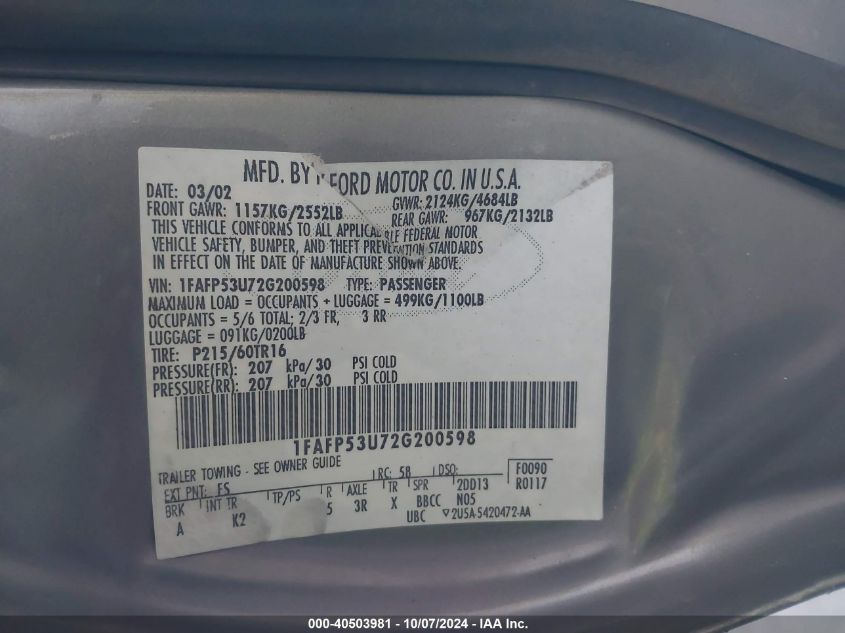 MFD. BY FORD MOTOR CO. IN U.S.A.
DATE: 03/02 GVWR: 2124KG/4684LB
FRONT GAWR: 1157KG/2552LB REAR GAWR: 967KG/2132LB
THIS VEHICLE CONFORMS TO ALL APPLICABLE FEDERAL MOTOR
VEHICLE SAFETY, BUMPER, AND THEFT PREVENTION STANDARDS
IN EFFECT ON THE DATE OF MANUFACTURE SHOWN ABOVE.
VIN: 1FAFP53U72G200598 TYPE: PASSENGER
MAXIMUM LOAD = OCCUPANTS + LUGGAGE = 499KG/1100LB
OCCUPANTS = 5/6 TOTAL; 2/3 FR, 3 RR
LUGGAGE = 091KG/0200LB
TIRE: P215/60TR16
PRESSURE(FR): 207 kPa/30 PSI COLD
PRESSURE(RR): 207 kPa/30 PSI COLD
1FAFP53U72G200598
TRAILER TOWING - SEE OWNER GUIDE
EXT PNT: FS RC: 58 DSO: F0090
BRK INT TR TP/PS R AXLE TR SPR 2DD13 R0117
A K2 5 3R X BBCC N05
UBC ▽2U5A-5420472-AA
000-40503981 - 10/07/2024 - IAAI.com Inc.